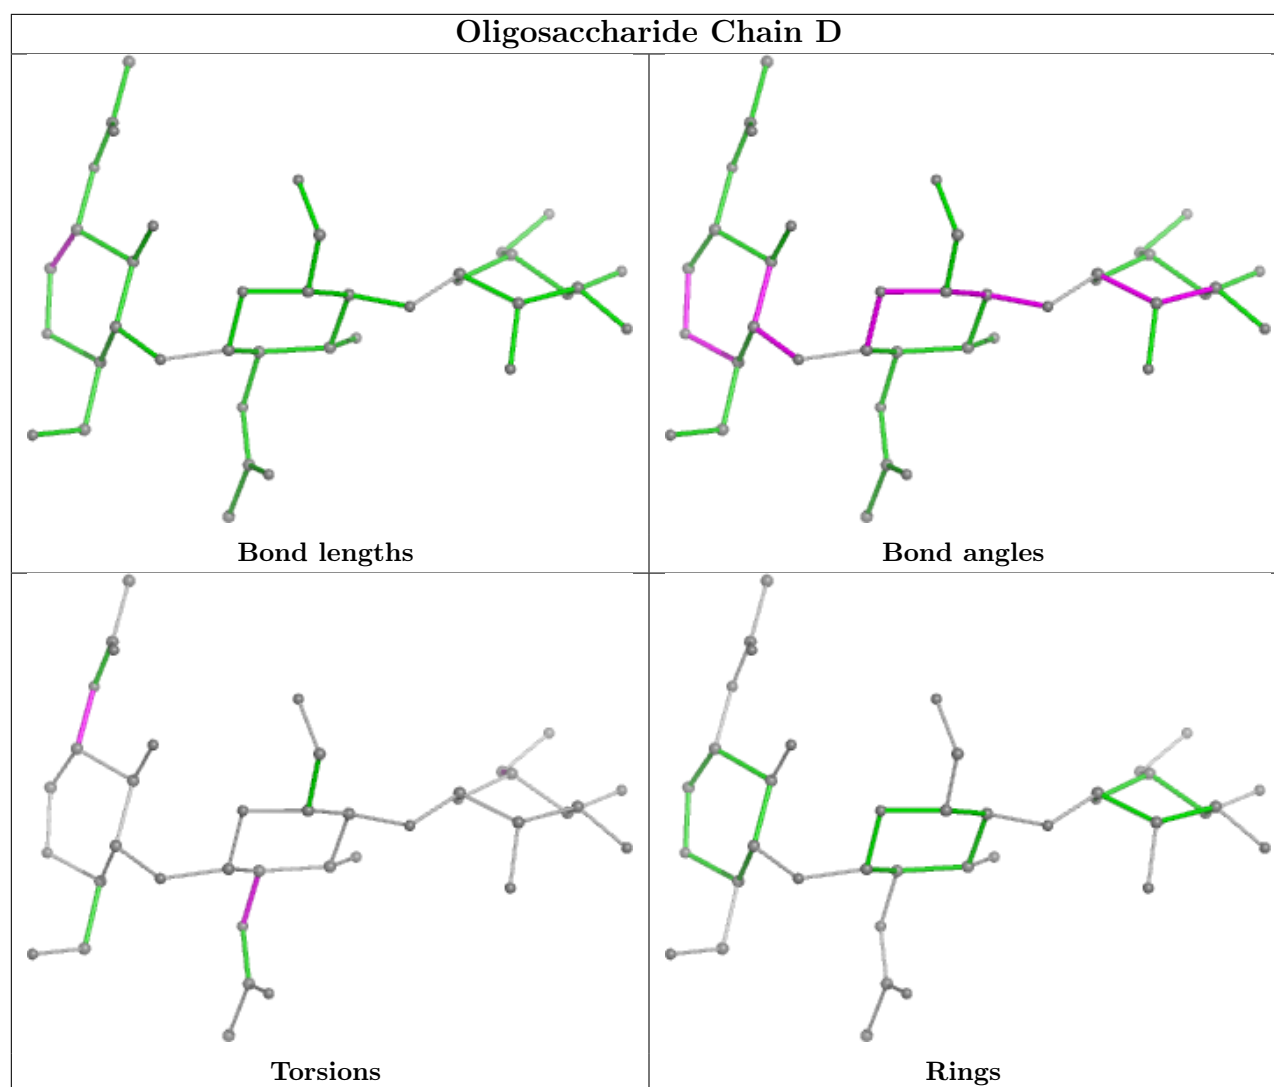 Oligosaccharide Chain D
Bond lengths
Bond angles
Torsions
Rings